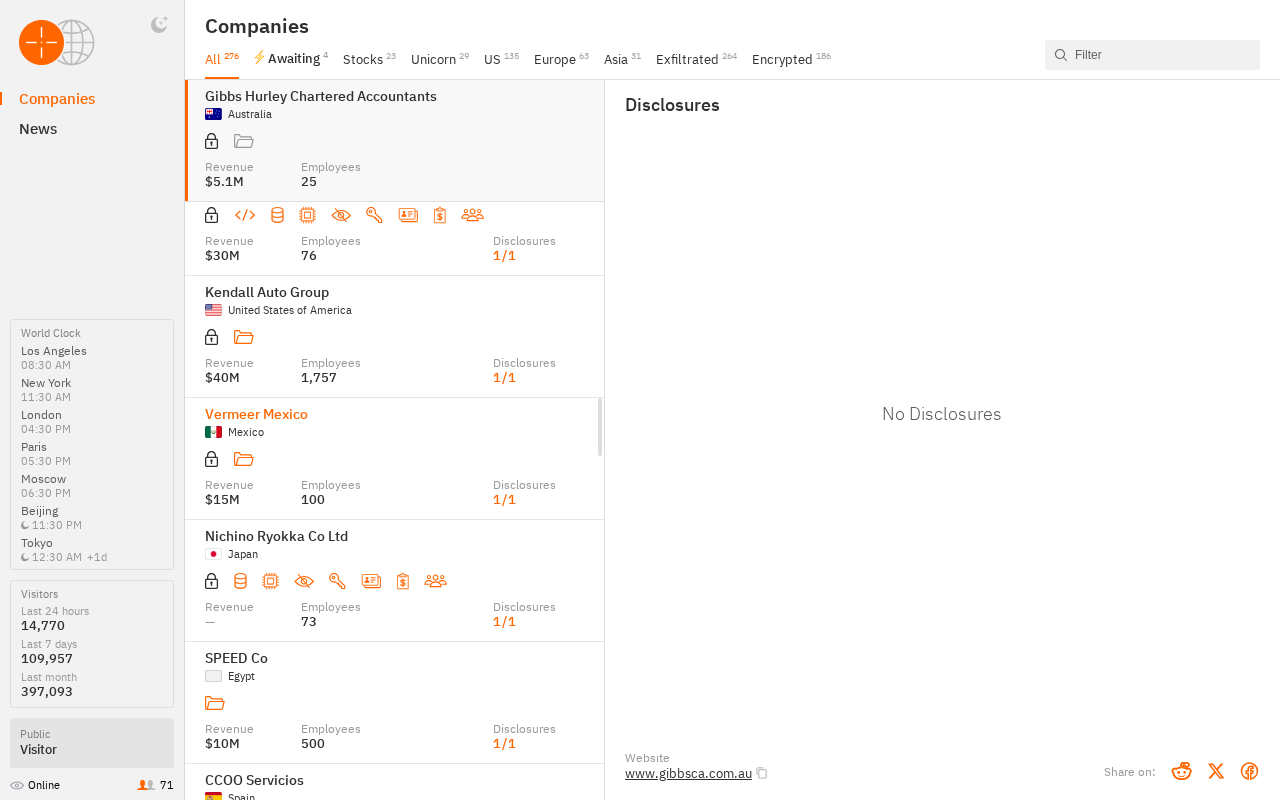 Companies
News
World Clock
Los Angeles
08:30 AM
New York
11:30 AM
London
04:30 PM
Paris
05:30 PM
Moscow
06:30 PM
Beijing
11:30 PM
Tokyo
12:30 AM +1d
Visitors
Last 24 hours
14,770
Last 7 days
109,957
Last month
397,093
Public
Visitor
Online 71
Companies
All 276 Awaiting 4 Stocks 23 Unicorn 29 US 135 Europe 63 Asia 31 Exfiltrated 264 Encrypted 186
Filter
Gibbs Hurley Chartered Accountants
Australia
Revenue Employees
$5.1M 25
Revenue Employees Disclosures
$30M 76 1/1
Kendall Auto Group
United States of America
Revenue Employees Disclosures
$40M 1,757 1/1
Vermeer Mexico
Mexico
Revenue Employees Disclosures
$15M 100 1/1
Nichino Ryokka Co Ltd
Japan
Revenue Employees Disclosures
— 73 1/1
SPEED Co
Egypt
Revenue Employees Disclosures
$10M 500 1/1
CCOO Servicios
Spain
Disclosures
No Disclosures
Website
www.gibbsca.com.au
Share on: